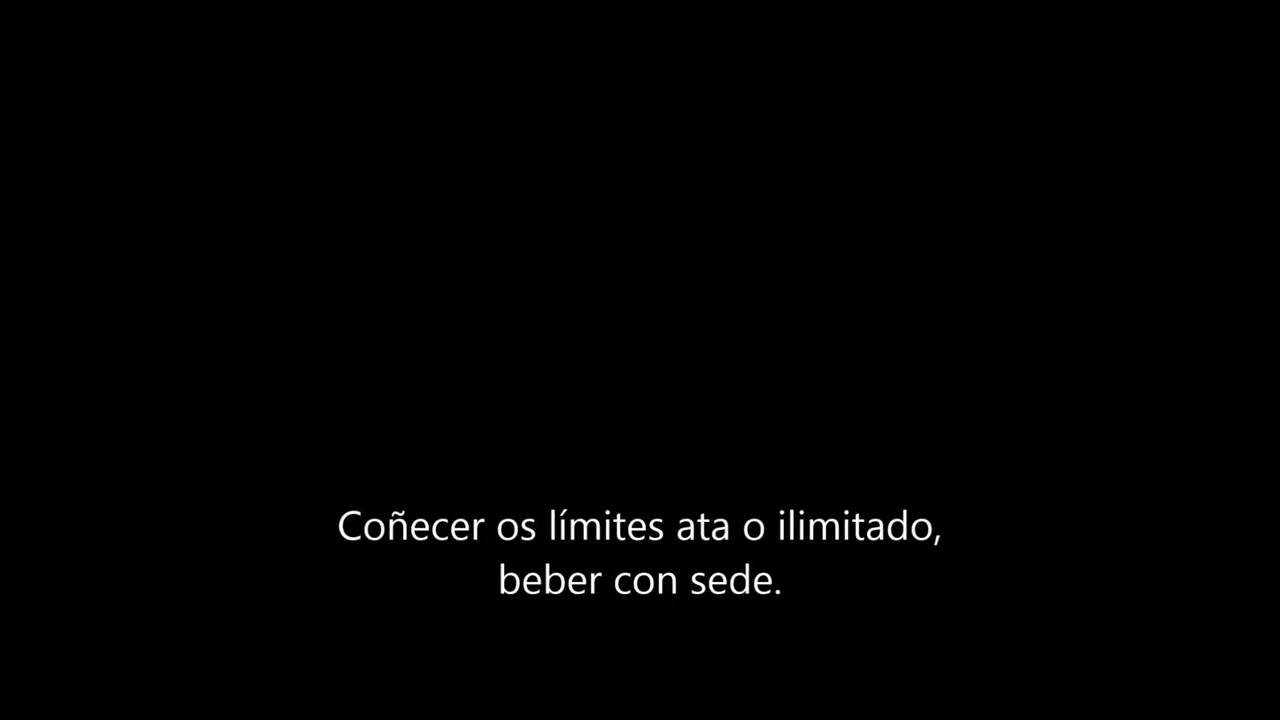 Coñecer os límites ata o ilimitado,
beber con sede.